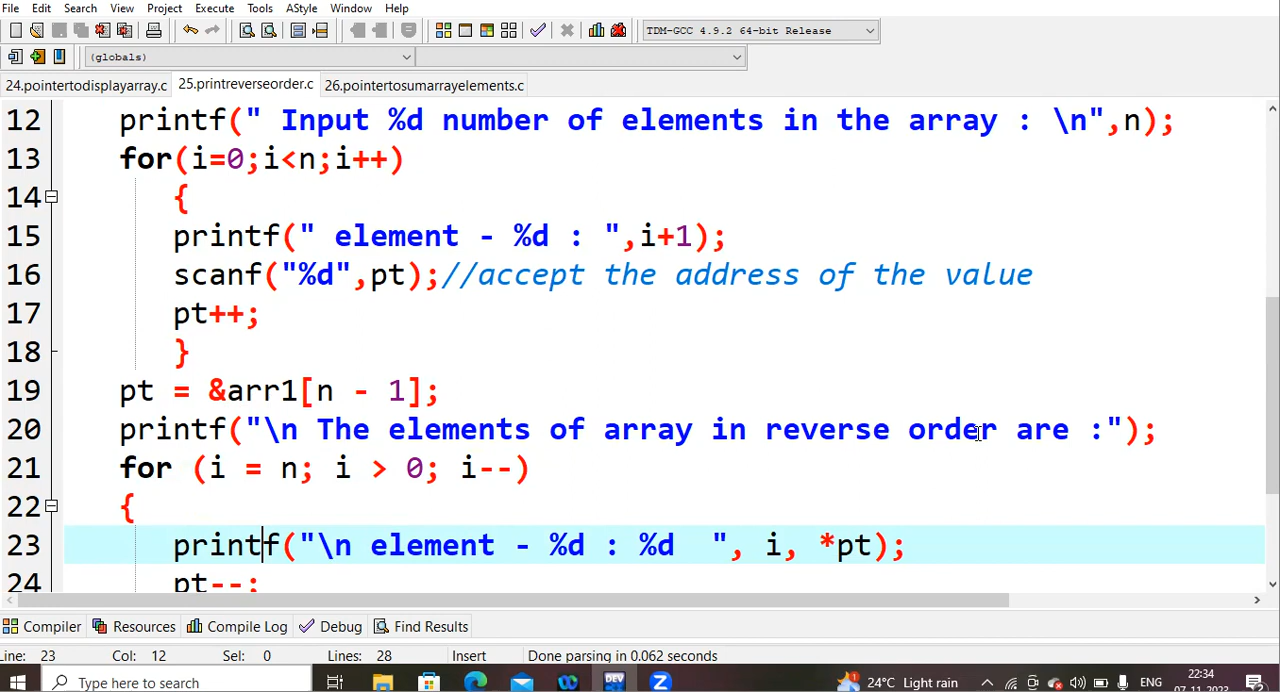 File Edit Search View Project Execute Tools AStyle Window Help
TDM-GCC 4.9.2 64-bit Release
(globals)
24.pointertodisplayarray.c 25.printreverseorder.c 26.pointertosumarrayelements.c
12 printf(" Input %d number of elements in the array : \n",n);
13 for(i=0;i<n;i++)
14 {
15 printf(" element - %d : ",i+1);
16 scanf("%d",pt);//accept the address of the value
17 pt++;
18 }
19 pt = &arr1[n - 1];
20 printf("\n The elements of array in reverse order are :");
21 for (i = n; i > 0; i--)
22 {
23 printf("\n element - %d : %d  ", i, *pt);
24 pt--;
Compiler Resources Compile Log Debug Find Results
Line: 23 Col: 12 Sel: 0 Lines: 28 Insert Done parsing in 0.062 seconds
Type here to search DEV 24°C Light rain ENG 22:34
07-11-2023